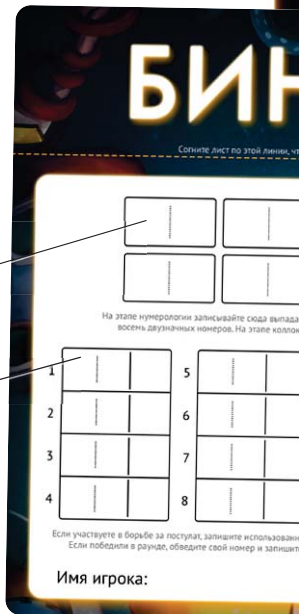 БИН
Согните лист по этой линии, чт
На этапе нумерологии записывайте сюда выпада
восемь двузначных номеров. На этапе коллок
1 5
2 6
3 7
4 8
Если участвуете в борьбе за постулат, запишите использованн
Если победили в раунде, обведите свой номер и запишит
Имя игрока: